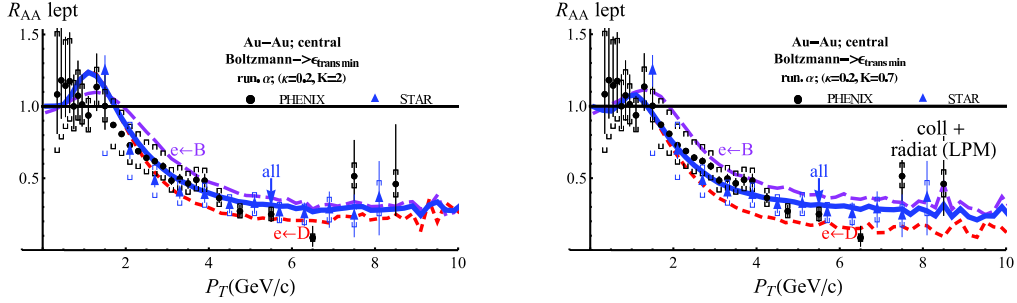 R_AA lept
1.5
1.0
0.5
Au–Au; central
Boltzmann–>ϵ_trans min
run. α; (κ=0.2, K=2)
PHENIX STAR
e←B
all
e←D
2 4 6 8 10
P_T(GeV/c)
R_AA lept
1.5
1.0
0.5
Au–Au; central
Boltzmann–>ϵ_trans min
run. α; (κ=0.2, K=0.7)
PHENIX STAR
coll +
radiat (LPM)
e←B
all
e←D
2 4 6 8 10
P_T(GeV/c)